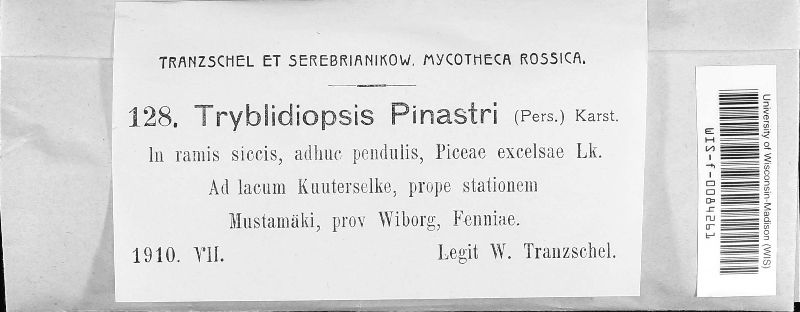 TRANZSCHEL ET SEREBRIANIKOW. MYCOTHECA ROSSICA.
128. Tryblidiopsis Pinastri (Pers.) Karst.
In ramis siccis, adhuc pendulis, Piceae excelsae Lk.
Ad lacum Kuuterselke, prope stationem
Mustamäki, prov Wiborg, Fenniae.
1910. VII. Legit W. Tranzschel.
University of Wisconsin-Madison (WIS)
WIS-f-0084261